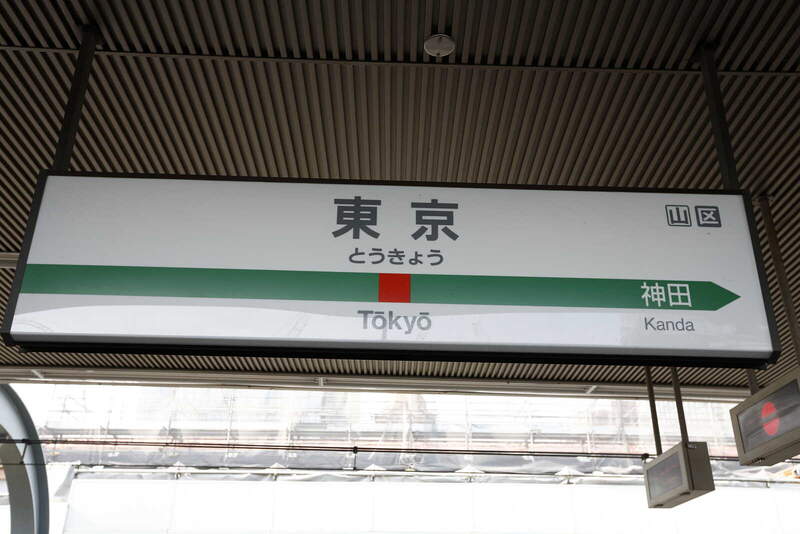 東京
山 区
とうきょう
神田
Tōkyō
Kanda